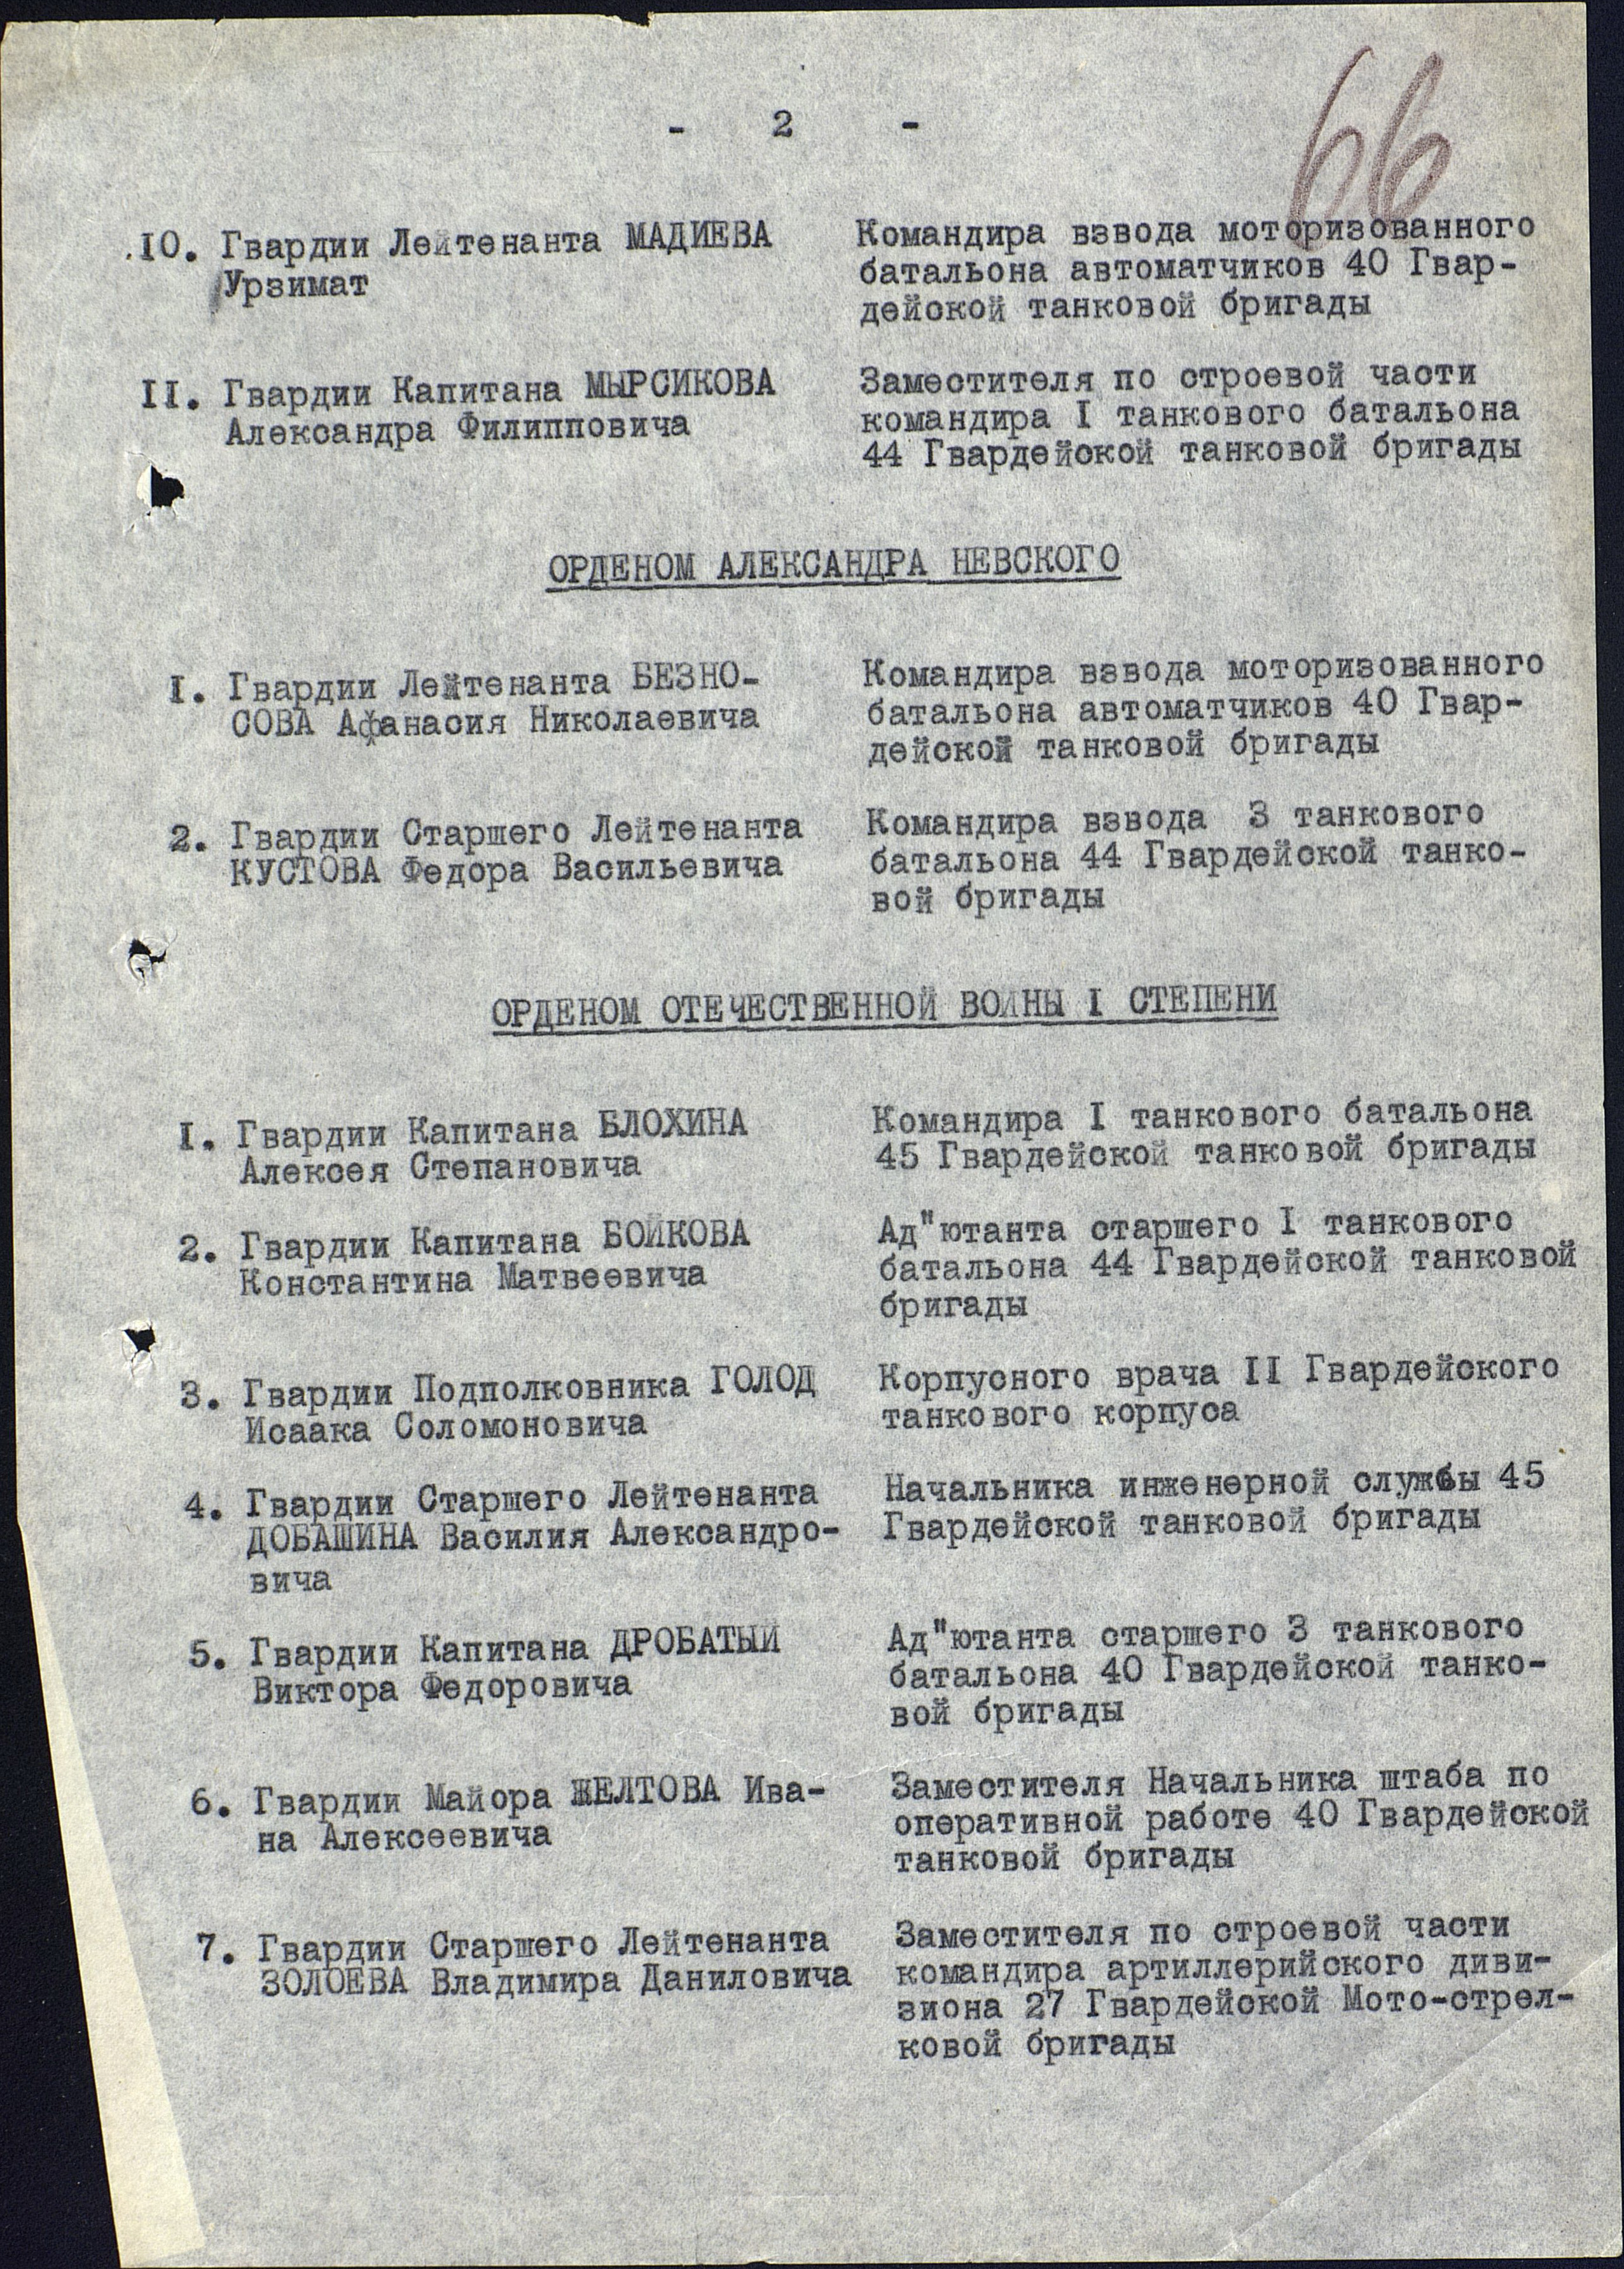 - 2 -
66
10. Гвардии Лейтенанта МАДИЕВА
Урзимат
Командира взвода моторизованного
батальона автоматчиков 40 Гвар-
дейской танковой бригады
II. Гвардии Капитана МЫРСИКОВА
Александра Филипповича
Заместителя по строевой части
командира I танкового батальона
44 Гвардейской танковой бригады
ОРДЕНОМ АЛЕКСАНДРА НЕВСКОГО
I. Гвардии Лейтенанта БЕЗНО-
СОВА Афанасия Николаевича
Командира взвода моторизованного
батальона автоматчиков 40 Гвар-
дейской танковой бригады
2. Гвардии Старшего Лейтенанта
КУСТОВА Федора Васильевича
Командира взвода 3 танкового
батальона 44 Гвардейской танко-
вой бригады
ОРДЕНОМ ОТЕЧЕСТВЕННОЙ ВОЙНЫ I СТЕПЕНИ
I. Гвардии Капитана БЛОХИНА
Алексея Степановича
Командира I танкового батальона
45 Гвардейской танковой бригады
2. Гвардии Капитана БОЙКОВА
Константина Матвеевича
Ад"ютанта старшего I танкового
батальона 44 Гвардейской танковой
бригады
3. Гвардии Подполковника ГОЛОД
Исаака Соломоновича
Корпусного врача II Гвардейского
танкового корпуса
4. Гвардии Старшего Лейтенанта
ДОБАШИНА Василия Александро-
вича
Начальника инженерной службы 45
Гвардейской танковой бригады
5. Гвардии Капитана ДРОБАТЫЙ
Виктора Федоровича
Ад"ютанта старшего 3 танкового
батальона 40 Гвардейской танко-
вой бригады
6. Гвардии Майора ЖЕЛТОВА Ива-
на Алексеевича
Заместителя Начальника штаба по
оперативной работе 40 Гвардейской
танковой бригады
7. Гвардии Старшего Лейтенанта
ЗОЛОЕВА Владимира Даниловича
Заместителя по строевой части
командира артиллерийского диви-
зиона 27 Гвардейской Мото-стрел-
ковой бригады